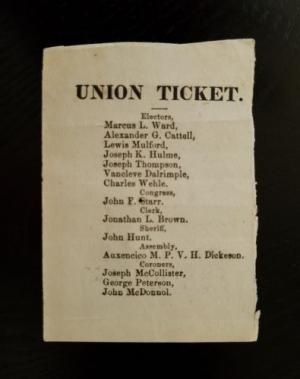 UNION TICKET.
Electors,
Marcus L. Ward,
Alexander G. Cattell,
Lewis Mulford,
Joseph K. Hulme,
Joseph Thompson,
Vancleve Dalrimple,
Charles Wehle.
Congress,
John F. Starr.
Clerk,
Jonathan L. Brown.
Sheriff,
John Hunt.
Assembly,
Auxencico M. P. V. H. Dickeson.
Coroners,
Joseph McCollister,
George Peterson,
John McDonnol.